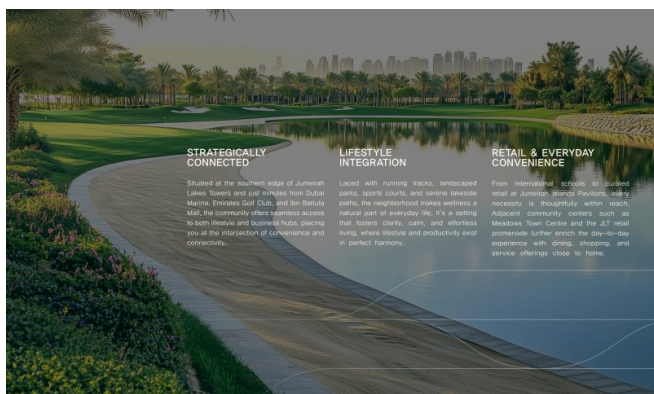 STRATEGICALLY
CONNECTED
Situated at the southern edge of Jumeirah
Lakes Towers and just minutes from Dubai
Marina, Emirates Golf Club, and Ibn Battuta
Mall, the community offers seamless access
to both lifestyle and business hubs, placing
you at the intersection of convenience and
connectivity.
LIFESTYLE
INTEGRATION
Laced with running tracks, landscaped
parks, sports courts, and serene lakeside
paths, the neighborhood makes wellness a
natural part of everyday life. It's a setting
that fosters clarity, calm, and effortless
living, where lifestyle and productivity exist
in perfect harmony.
RETAIL & EVERYDAY
CONVENIENCE
From International schools to curated
retail at Jumeirah Islands Pavilions, every
necessity is thoughtfully within reach.
Adjacent community centers such as
Meadows Town Centre and the JLT retail
promenade further enrich the day-to-day
experience with dining, shopping, and
service offerings close to home.